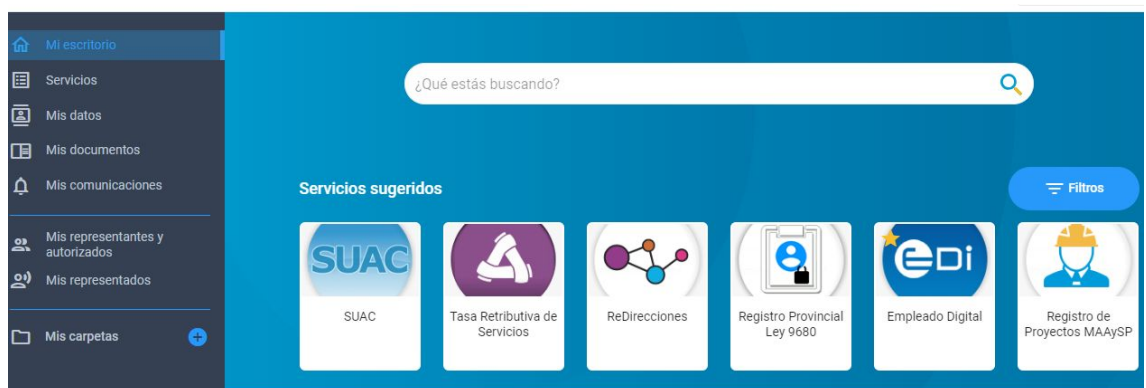 Mi escritorio
Servicios
Mis datos
Mis documentos
Mis comunicaciones
Mis representantes y
autorizados
Mis representados
Mis carpetas
¿Qué estás buscando?
Servicios sugeridos
Filtros
SUAC
SUAC
Tasa Retributiva de
Servicios
ReDirecciones
Registro Provincial
Ley 9680
eDi
Empleado Digital
Registro de
Proyectos MAAySP